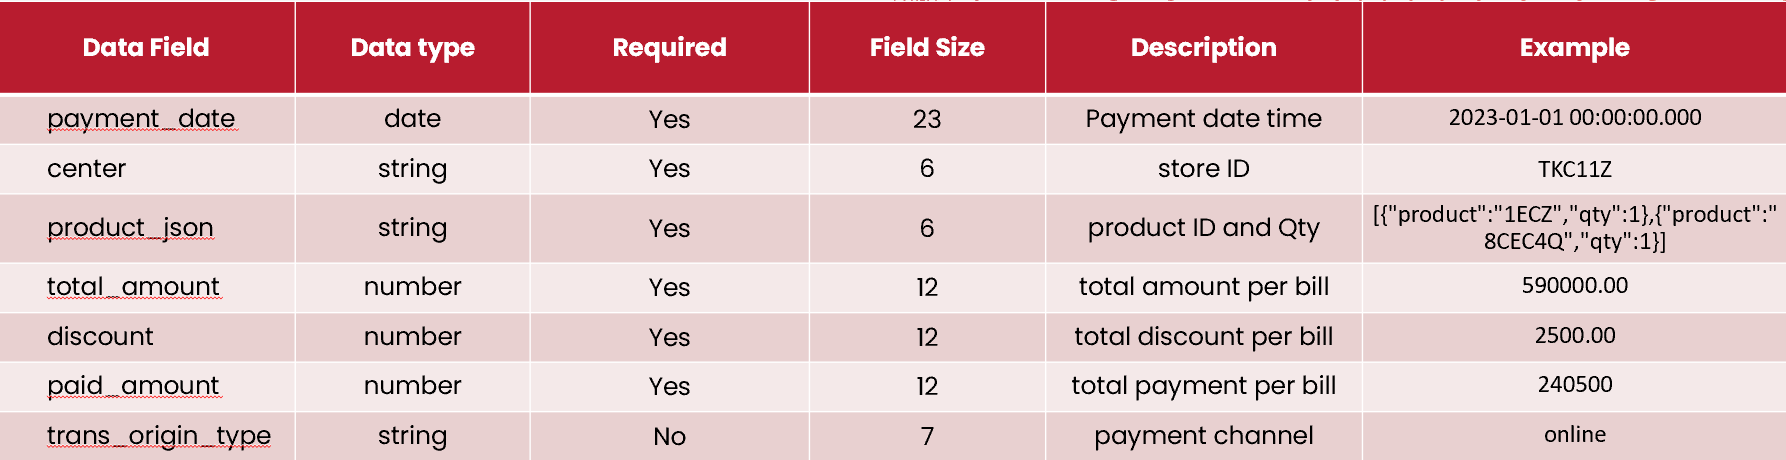 Data Field Data type Required Field Size Description Example
payment_date date Yes 23 Payment date time 2023-01-01 00:00:00.000
center string Yes 6 store ID TKC11Z
product_json string Yes 6 product ID and Qty [{"product":"1ECZ","qty":1},{"product":"
8CEC4Q","qty":1}]
total_amount number Yes 12 total amount per bill 590000.00
discount number Yes 12 total discount per bill 2500.00
paid_amount number Yes 12 total payment per bill 240500
trans_origin_type string No 7 payment channel online